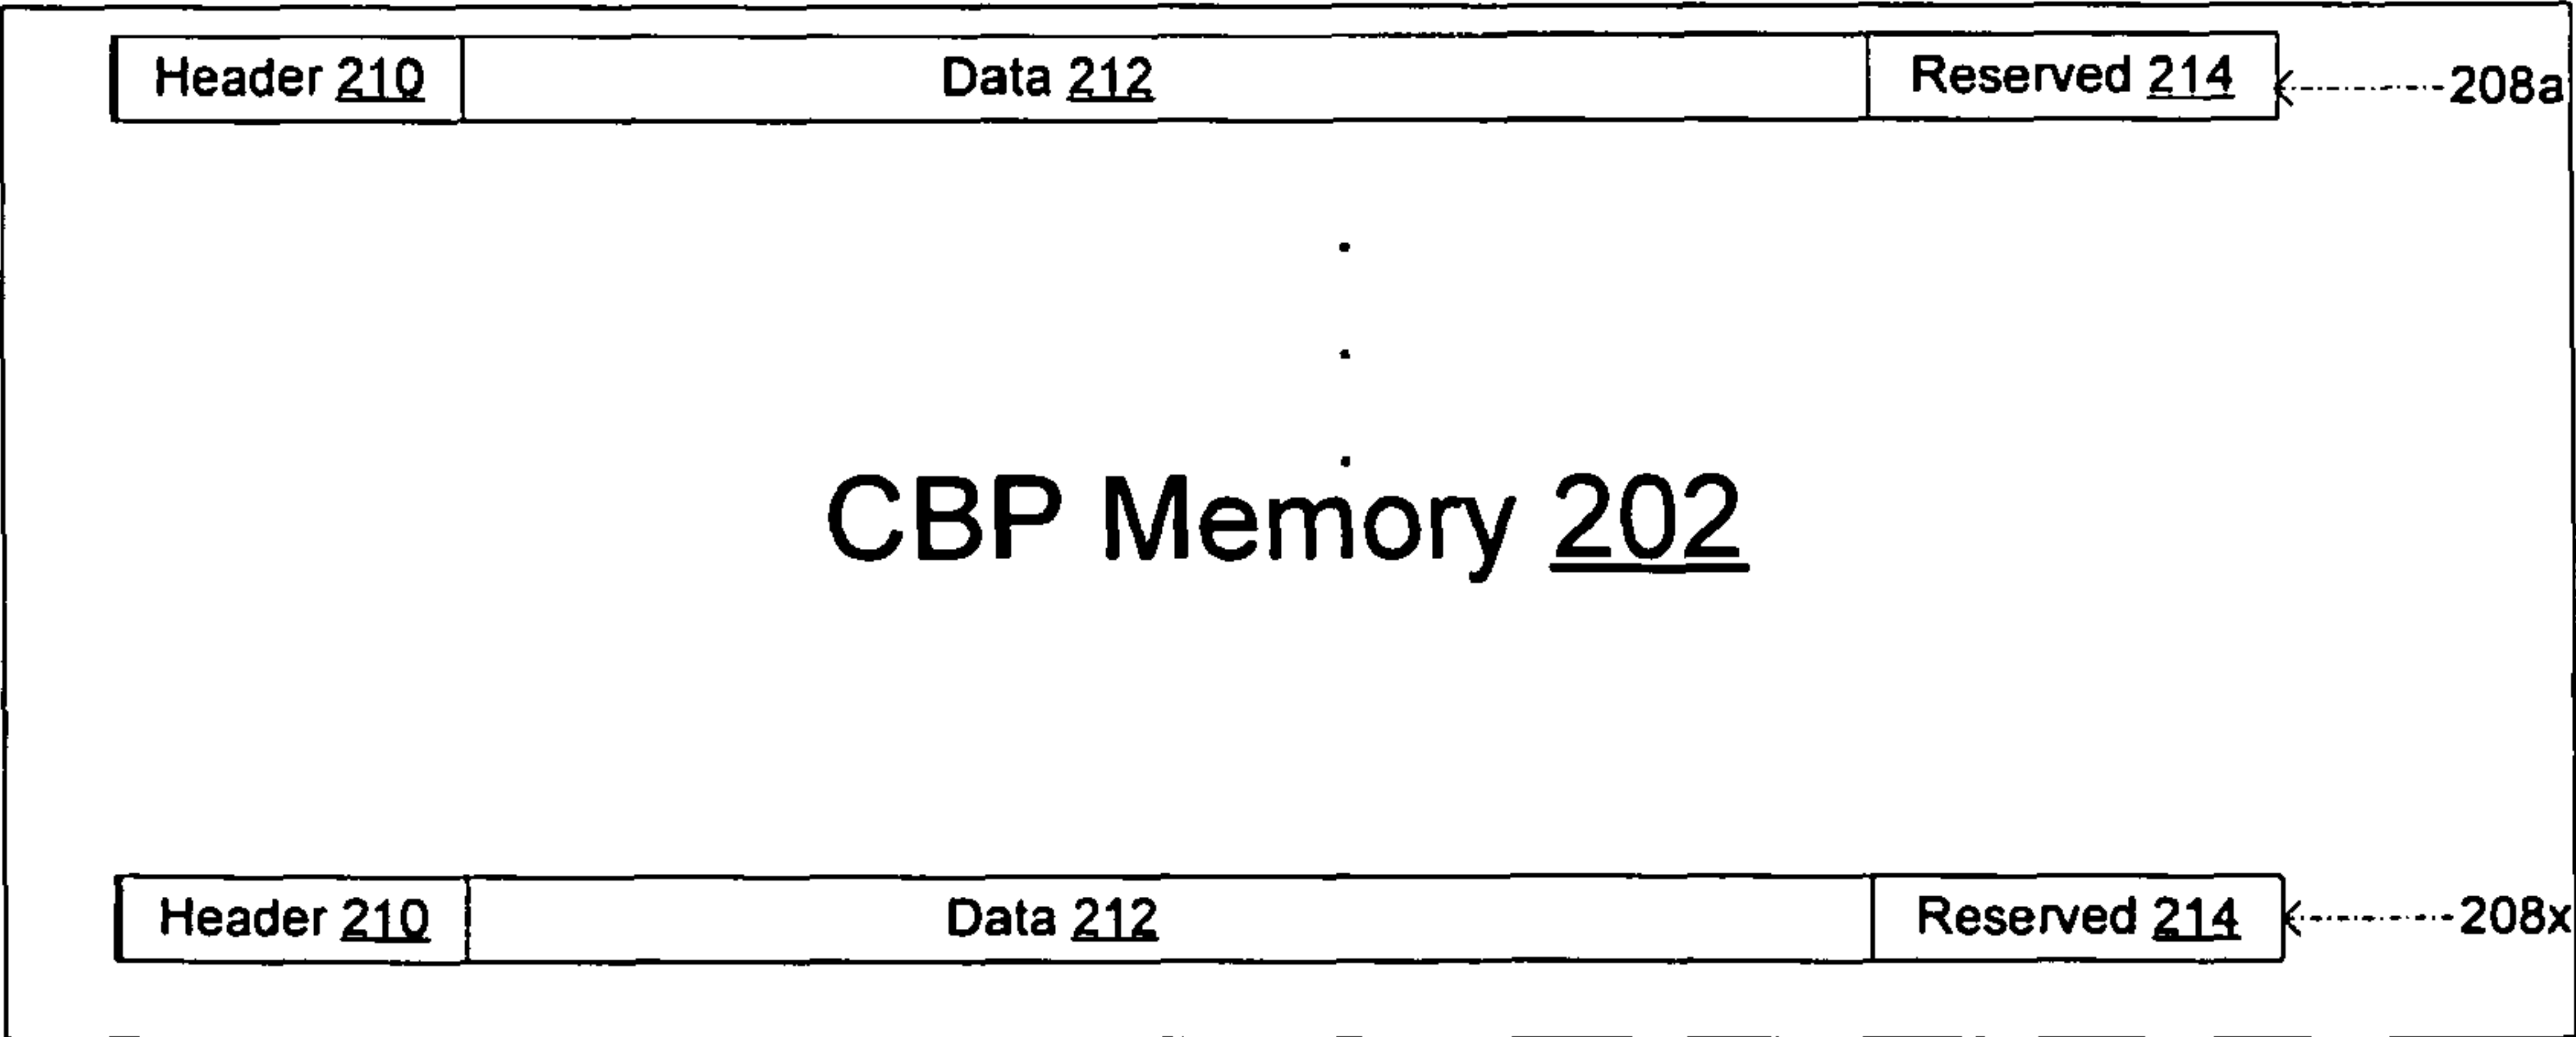 Header 210 Data 212 Reserved 214 208a
CBP Memory 202
Header 210 Data 212 Reserved 214 208x